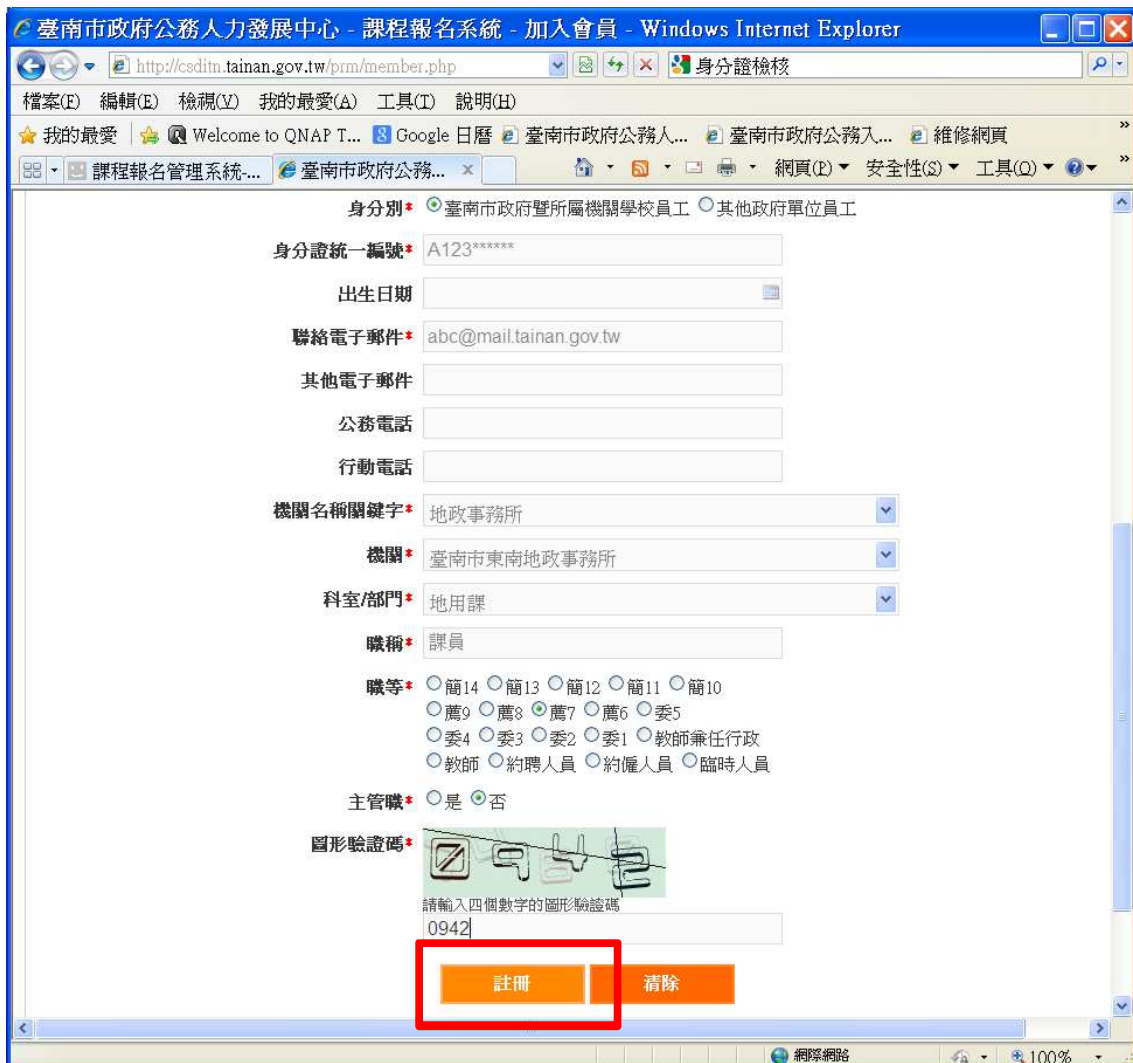 臺南市政府公務人力發展中心 - 課程報名系統 - 加入會員 - Windows Internet Explorer
http://csditn.tainan.gov.tw/prm/member.php 身分證檢核
檔案(F) 編輯(E) 檢視(V) 我的最愛(A) 工具(T) 說明(H)
我的最愛 Welcome to QNAP T... Google 日曆 臺南市政府公務人... 臺南市政府公務入... 維修網頁 »
課程報名管理系統-... 臺南市政府公務... x 網頁(P) 安全性(S) 工具(O) »
身分別* 臺南市政府暨所屬機關學校員工 其他政府單位員工
身分證統一編號* A123******
出生日期
聯絡電子郵件* abc@mail.tainan.gov.tw
其他電子郵件
公務電話
行動電話
機關名稱關鍵字* 地政事務所
機關* 臺南市東南地政事務所
科室/部門* 地用課
職稱* 課員
職等* 簡14 簡13 簡12 簡11 簡10
薦9 薦8 薦7 薦6 委5
委4 委3 委2 委1 教師兼任行政
教師 約聘人員 約僱人員 臨時人員
主管職* 是 否
圖形驗證碼* 0942
請輸入四個數字的圖形驗證碼
0942
註冊 清除
網際網路 100%